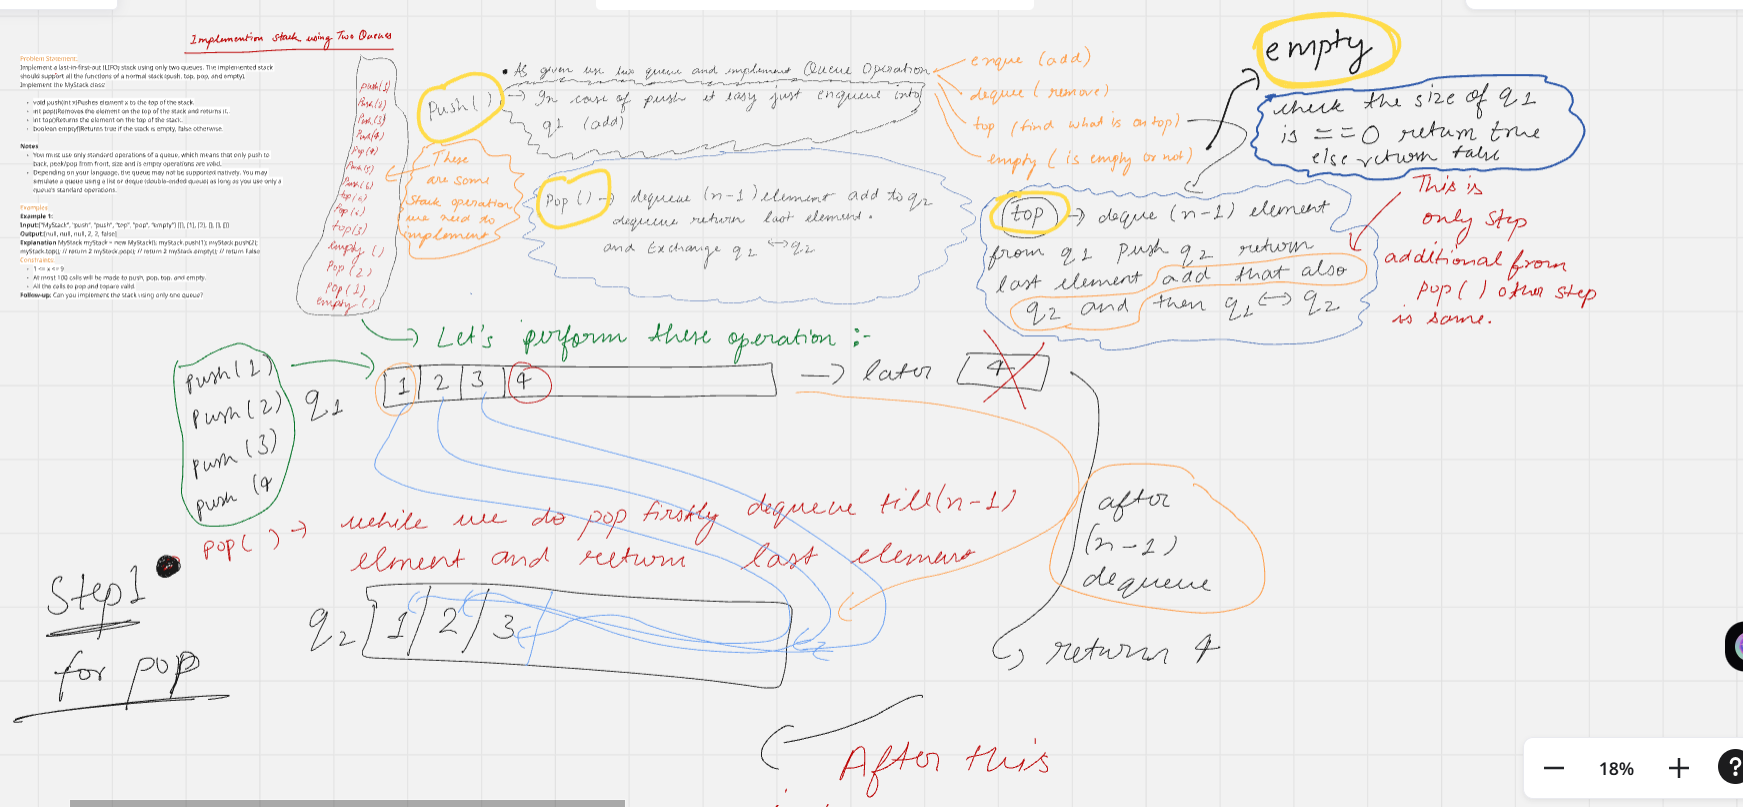 Implemention stack using Two Queues
Problem Statement:
Implement a last-in-first-out (LIFO) stack using only two queues. The implemented stack
should support all the functions of a normal stack (push, top, pop, and empty).
Implement the MyStack class:
void push(int x)Pushes element x to the top of the stack.
int pop()Removes the element on the top of the stack and returns it.
int top()Returns the element on the top of the stack.
boolean empty()Returns true if the stack is empty, false otherwise.
Notes
You must use only standard operations of a queue, which means that only push to
back, peek/pop from front, size and is empty operations are valid.
Depending on your language, the queue may not be supported natively. You may
simulate a queue using a list or deque (double-ended queue) as long as you use only a
queue's standard operations.
Examples:
Example 1:
Input:["MyStack", "push", "push", "top", "pop", "empty"] [[], [1], [2], [], [], []]
Output:[null, null, null, 2, 2, false]
Explanation:MyStack myStack = new MyStack(); myStack.push(1); myStack.push(2);
myStack.top(); // return 2 myStack.pop(); // return 2 myStack.empty(); // return False
Constraints:
1 <= x <= 9
At most 100 calls will be made to push, pop, top, and empty.
All the calls to pop and top are valid.
Follow-up: Can you implement the stack using only one queue?
push(1)
Push(2)
Push(3)
Push(4)
Pop(4)
Push(5)
Push(6)
top(6)
Pop(6)
top(3)
empty()
Pop(2)
Pop(1)
empty()
These
are some
Stack operation
we need to
implement
• As given use two queue and implement Queue Operation
Push() → In case of push it easy just enqueue into
q1 (add)
Pop() → dequeue (n-1) element add to q2
dequeue return last element.
and Exchange q1 ↔ q2
enque (add)
deque (remove)
top (find what is on top)
empty (is empty or not)
empty
check the size of q1
is == 0 return true
else return false
top → deque (n-1) element
from q1 push q2 return
last element add that also
q2 and then q1 ↔ q2
This is
only step
additional from
pop() other step
is same.
→ Let's perform these operation :-
push(1)
push(2)
push(3)
push(4
q1
1 2 3 4
→ later
4
pop() → while we do pop firstly dequeue till(n-1)
elment and return last element
after
(n-1)
dequeue
Step1
for pop
q2
1/2/3
return 4
After this